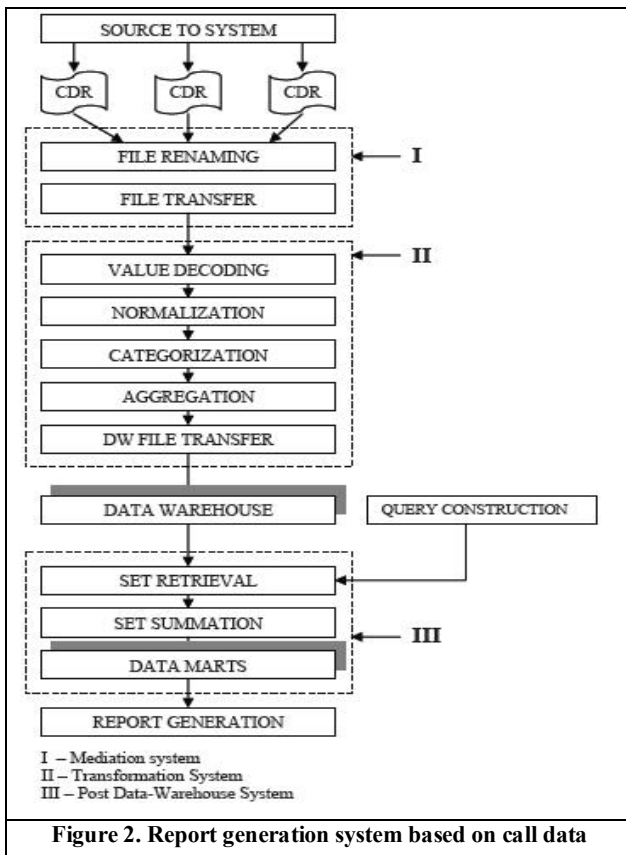 SOURCE TO SYSTEM
CDR
CDR
CDR
FILE RENAMING
I
FILE TRANSFER
II
VALUE DECODING
NORMALIZATION
CATEGORIZATION
AGGREGATION
DW FILE TRANSFER
DATA WAREHOUSE
QUERY CONSTRUCTION
SET RETRIEVAL
SET SUMMATION
III
DATA MARTS
REPORT GENERATION
I – Mediation system
II – Transformation System
III – Post Data-Warehouse System
Figure 2. Report generation system based on call data